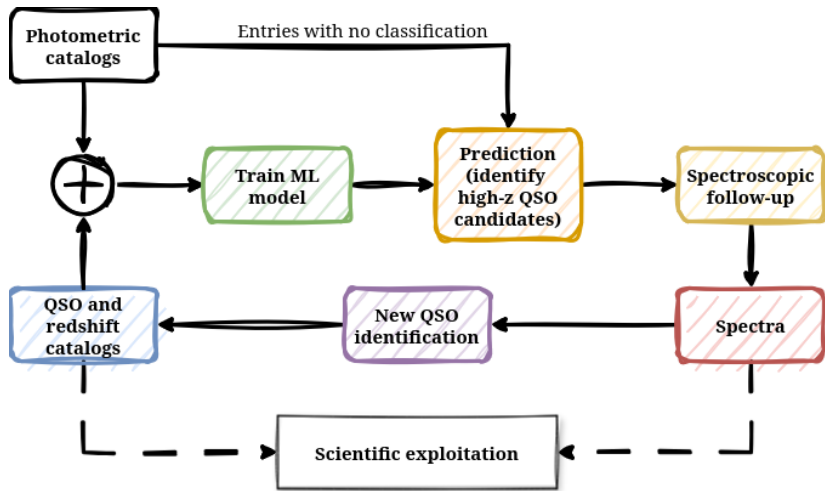 Photometric
catalogs
Entries with no classification
Train ML
model
Prediction
(identify
high-z QSO
candidates)
Spectroscopic
follow-up
QSO and
redshift
catalogs
New QSO
identification
Spectra
Scientific exploitation